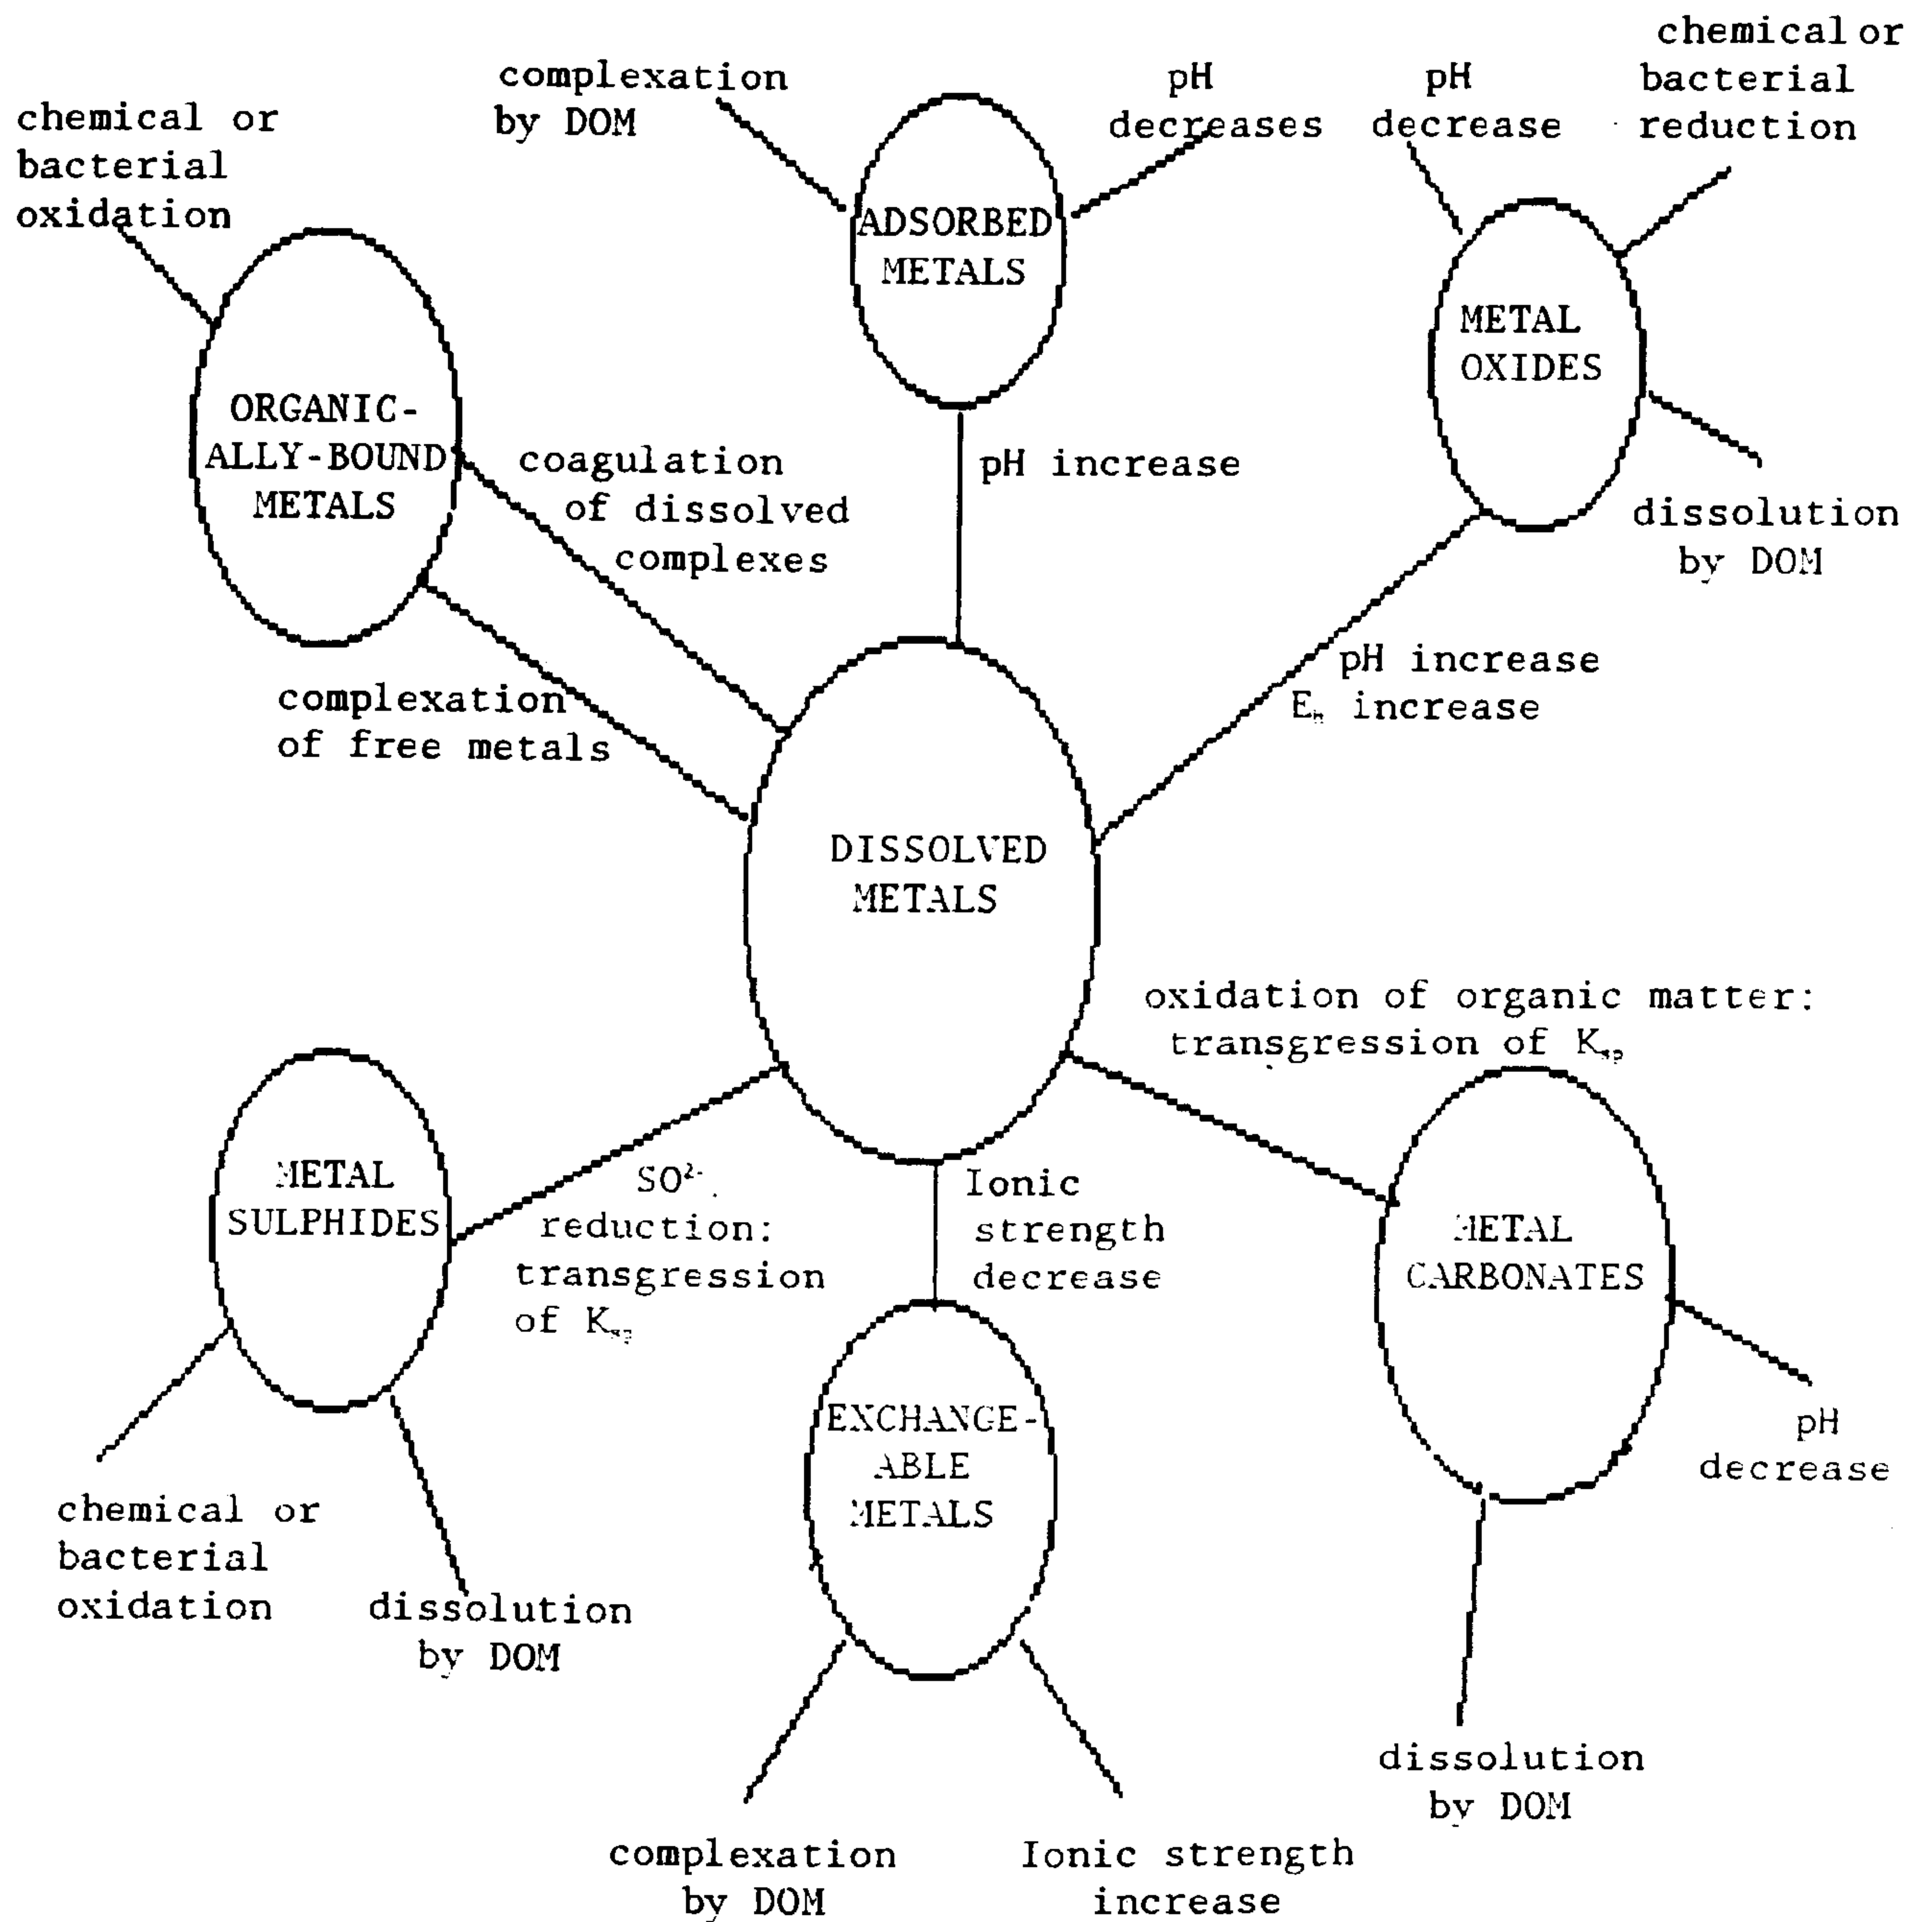 chemical or
bacterial
oxidation
complexation
by DOM
pH
decreases
pH
decrease
chemical or
bacterial
reduction
ADSORBED
METALS
METAL
OXIDES
ORGANIC-
ALLY-BOUND
METALS
coagulation
of dissolved
complexes
pH increase
dissolution
by DOM
complexation
of free metals
pH increase
Eh increase
DISSOLVED
METALS
oxidation of organic matter:
transgression of Ksp
METAL
SULPHIDES
SO²⁻
reduction:
transgression
of Ksp
Ionic
strength
decrease
METAL
CARBONATES
pH
decrease
EXCHANGE-
ABLE
METALS
chemical or
bacterial
oxidation
dissolution
by DOM
dissolution
by DOM
complexation
by DOM
Ionic strength
increase